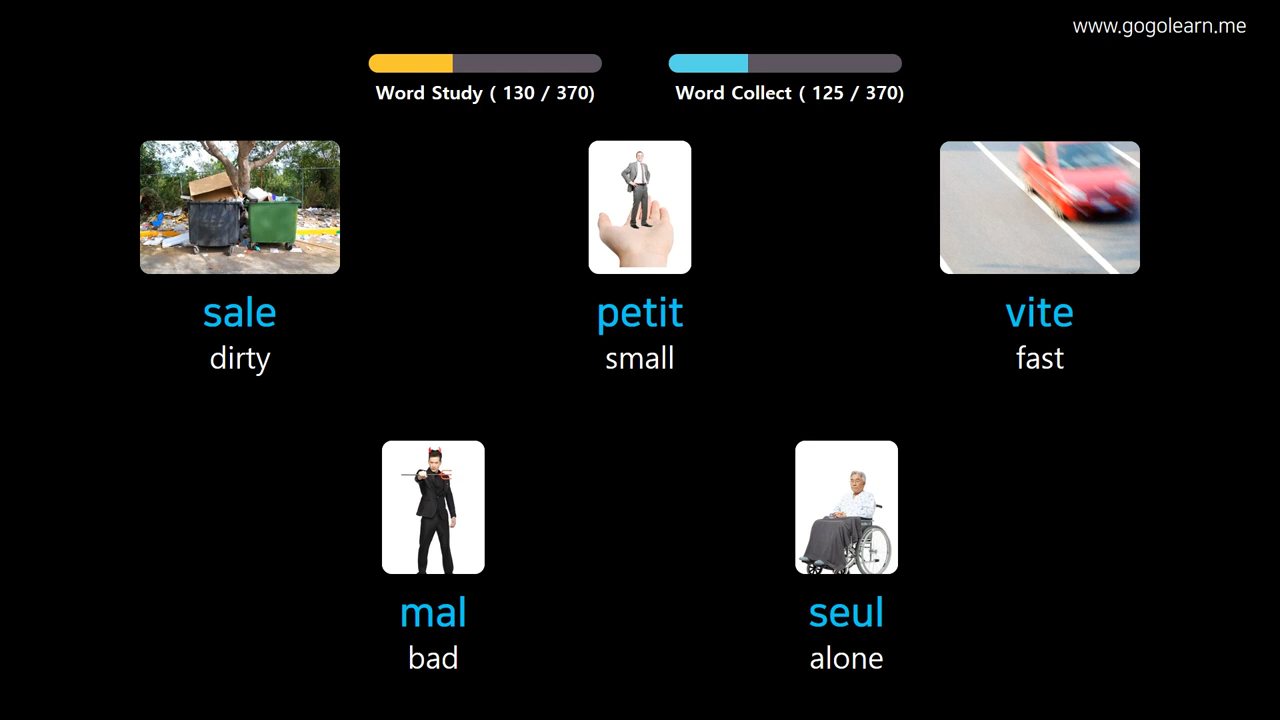 www.gogolearn.me
Word Study ( 130 / 370)
Word Collect ( 125 / 370)
sale
dirty
petit
small
vite
fast
mal
bad
seul
alone